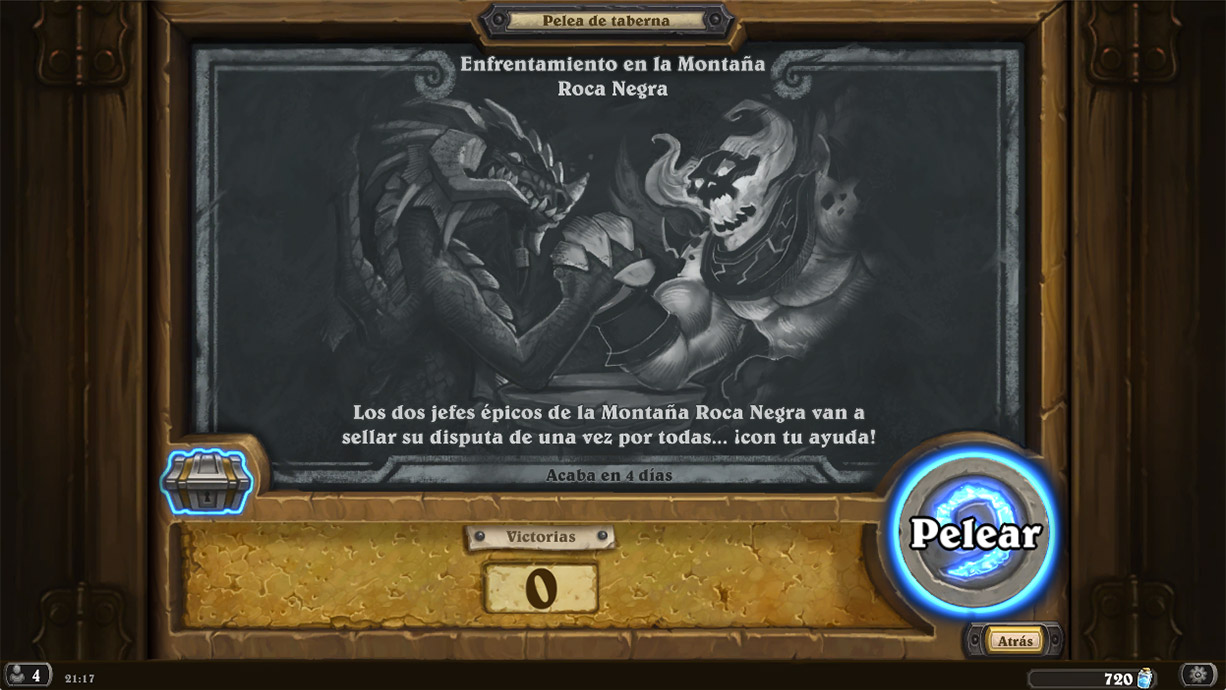 Pelea de taberna
Enfrentamiento en la Montaña
Roca Negra
Los dos jefes épicos de la Montaña Roca Negra van a
sellar su disputa de una vez por todas... ¡con tu ayuda!
Acaba en 4 días
Victorias
0
Pelear
Atrás
4
21:17
720